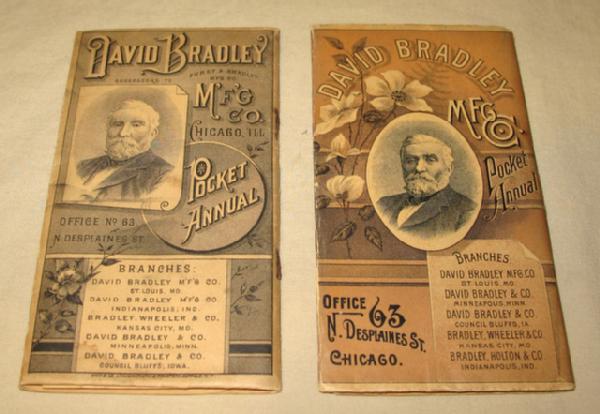 DAVID BRADLEY
SUCCESSORS TO
FURST & BRADLEY
MFG CO.
M'F'G
CO.
CHICAGO, ILL
POCKET
ANNUAL
OFFICE NO 63
N. DESPLAINES ST.
BRANCHES:
DAVID BRADLEY M'F'G CO.
ST. LOUIS, MO.
DAVID BRADLEY M'F'G CO.
INDIANAPOLIS, IND.
BRADLEY, WHEELER & CO.
KANSAS CITY, MO.
DAVID BRADLEY & CO.
MINNEAPOLIS, MINN.
DAVID BRADLEY & CO.
COUNCIL BLUFFS, IOWA.
DAVID BRADLEY
MFG CO.
Pocket
Annual
BRANCHES
DAVID BRADLEY MFG. CO
ST. LOUIS, MO.
DAVID BRADLEY & CO.
MINNEAPOLIS, MINN.
DAVID BRADLEY & CO.
COUNCIL BLUFFS, IA.
BRADLEY, WHEELER & CO.
KANSAS CITY, MO.
BRADLEY, HOLTON & CO.
INDIANAPOLIS, IND.
OFFICE 63
N. DESPLAINES ST.
CHICAGO.